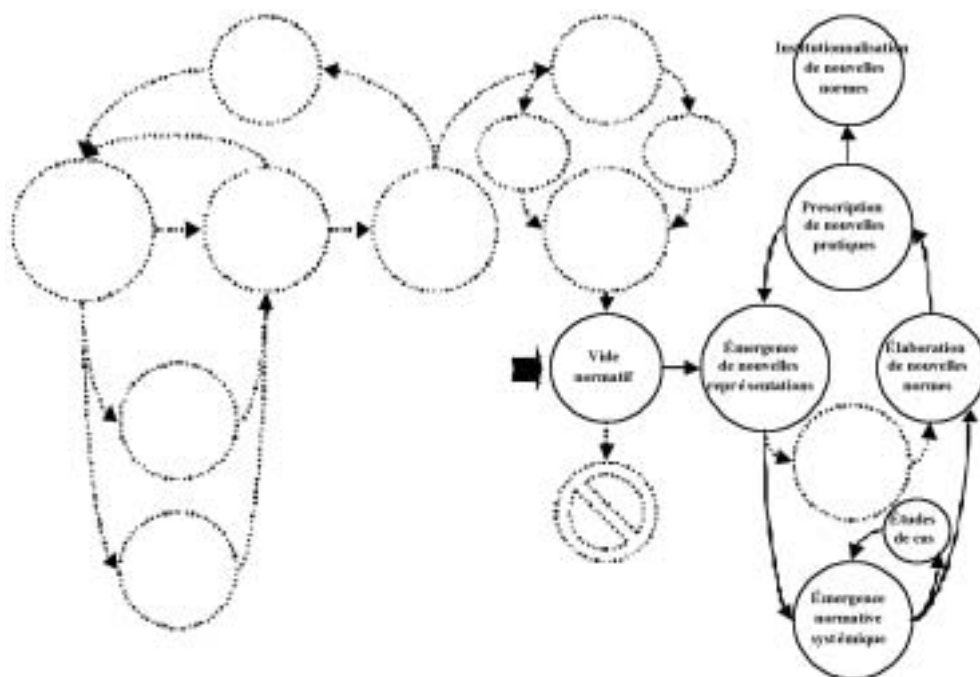 Institutionnalisation
de nouvelles
normes
Prescription
de nouvelles
pratiques
Vide
normatif
Émergence
de nouvelles
représentations
Élaboration
de nouvelles
normes
Études
de cas
Émergence
normative
systémique